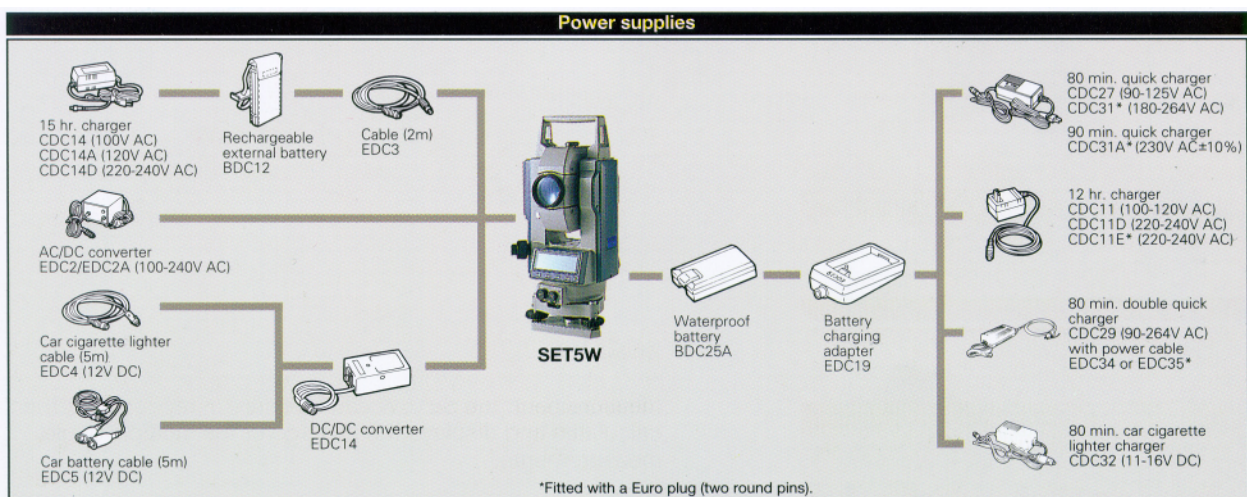 Power supplies
15 hr. charger
CDC14 (100V AC)
CDC14A (120V AC)
CDC14D (220-240V AC)
Rechargeable
external battery
BDC12
Cable (2m)
EDC3
AC/DC converter
EDC2/EDC2A (100-240V AC)
Car cigarette lighter
cable (5m)
EDC4 (12V DC)
Car battery cable (5m)
EDC5 (12V DC)
DC/DC converter
EDC14
SET5W
Waterproof
battery
BDC25A
Battery
charging
adapter
EDC19
80 min. quick charger
CDC27 (90-125V AC)
CDC31* (180-264V AC)
90 min. quick charger
CDC31A* (230V AC±10%)
12 hr. charger
CDC11 (100-120V AC)
CDC11D (220-240V AC)
CDC11E* (220-240V AC)
80 min. double quick
charger
CDC29 (90-264V AC)
with power cable
EDC34 or EDC35*
80 min. car cigarette
lighter charger
CDC32 (11-16V DC)
*Fitted with a Euro plug (two round pins).